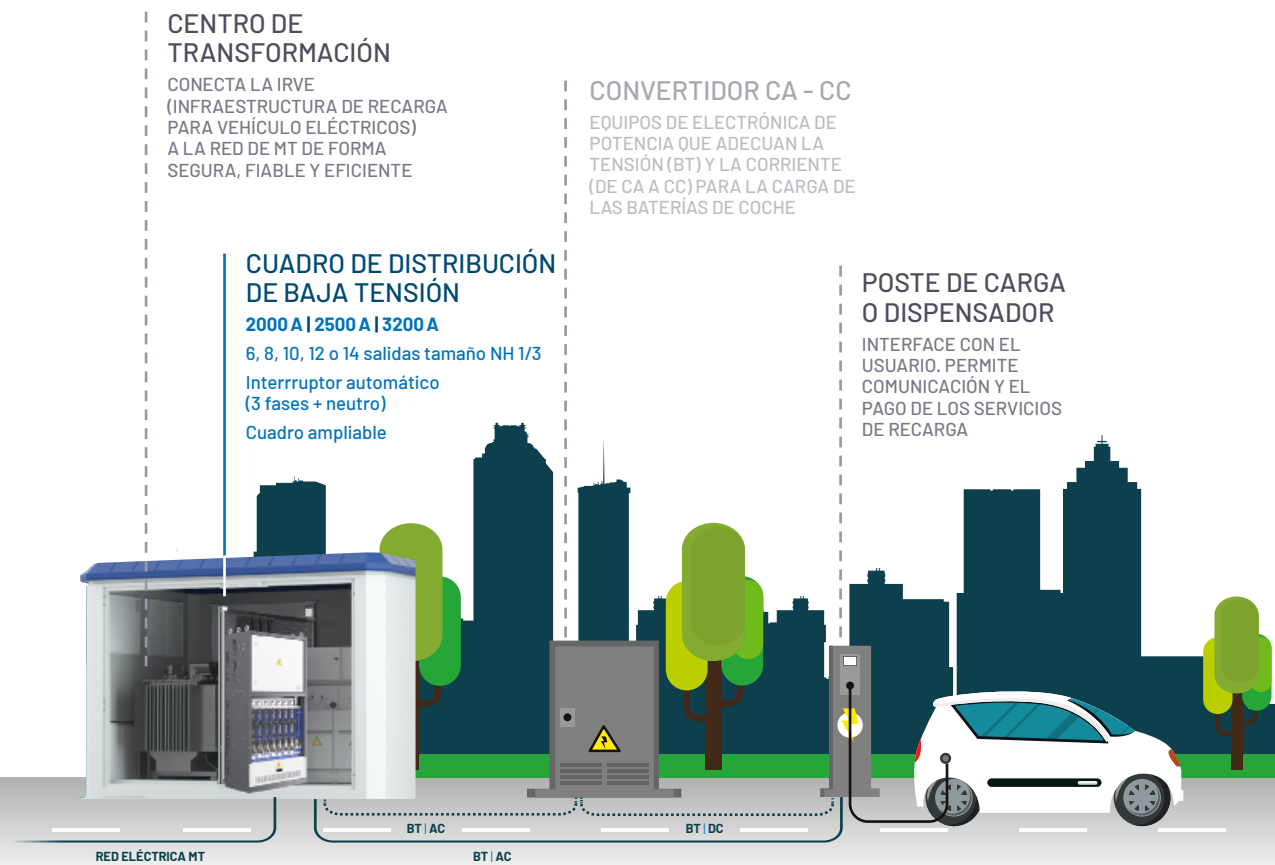 CENTRO DE
TRANSFORMACIÓN
CONECTA LA IRVE
(INFRAESTRUCTURA DE RECARGA
PARA VEHÍCULO ELÉCTRICOS)
A LA RED DE MT DE FORMA
SEGURA, FIABLE Y EFICIENTE
CONVERTIDOR CA - CC
EQUIPOS DE ELECTRÓNICA DE
POTENCIA QUE ADECUAN LA
TENSIÓN (BT) Y LA CORRIENTE
(DE CA A CC) PARA LA CARGA DE
LAS BATERÍAS DE COCHE
CUADRO DE DISTRIBUCIÓN
DE BAJA TENSIÓN
2000 A | 2500 A | 3200 A
6, 8, 10, 12 o 14 salidas tamaño NH 1/3
Interrruptor automático
(3 fases + neutro)
Cuadro ampliable
POSTE DE CARGA
O DISPENSADOR
INTERFACE CON EL
USUARIO. PERMITE
COMUNICACIÓN Y EL
PAGO DE LOS SERVICIOS
DE RECARGA
BT | AC
BT | DC
RED ELÉCTRICA MT
BT | AC